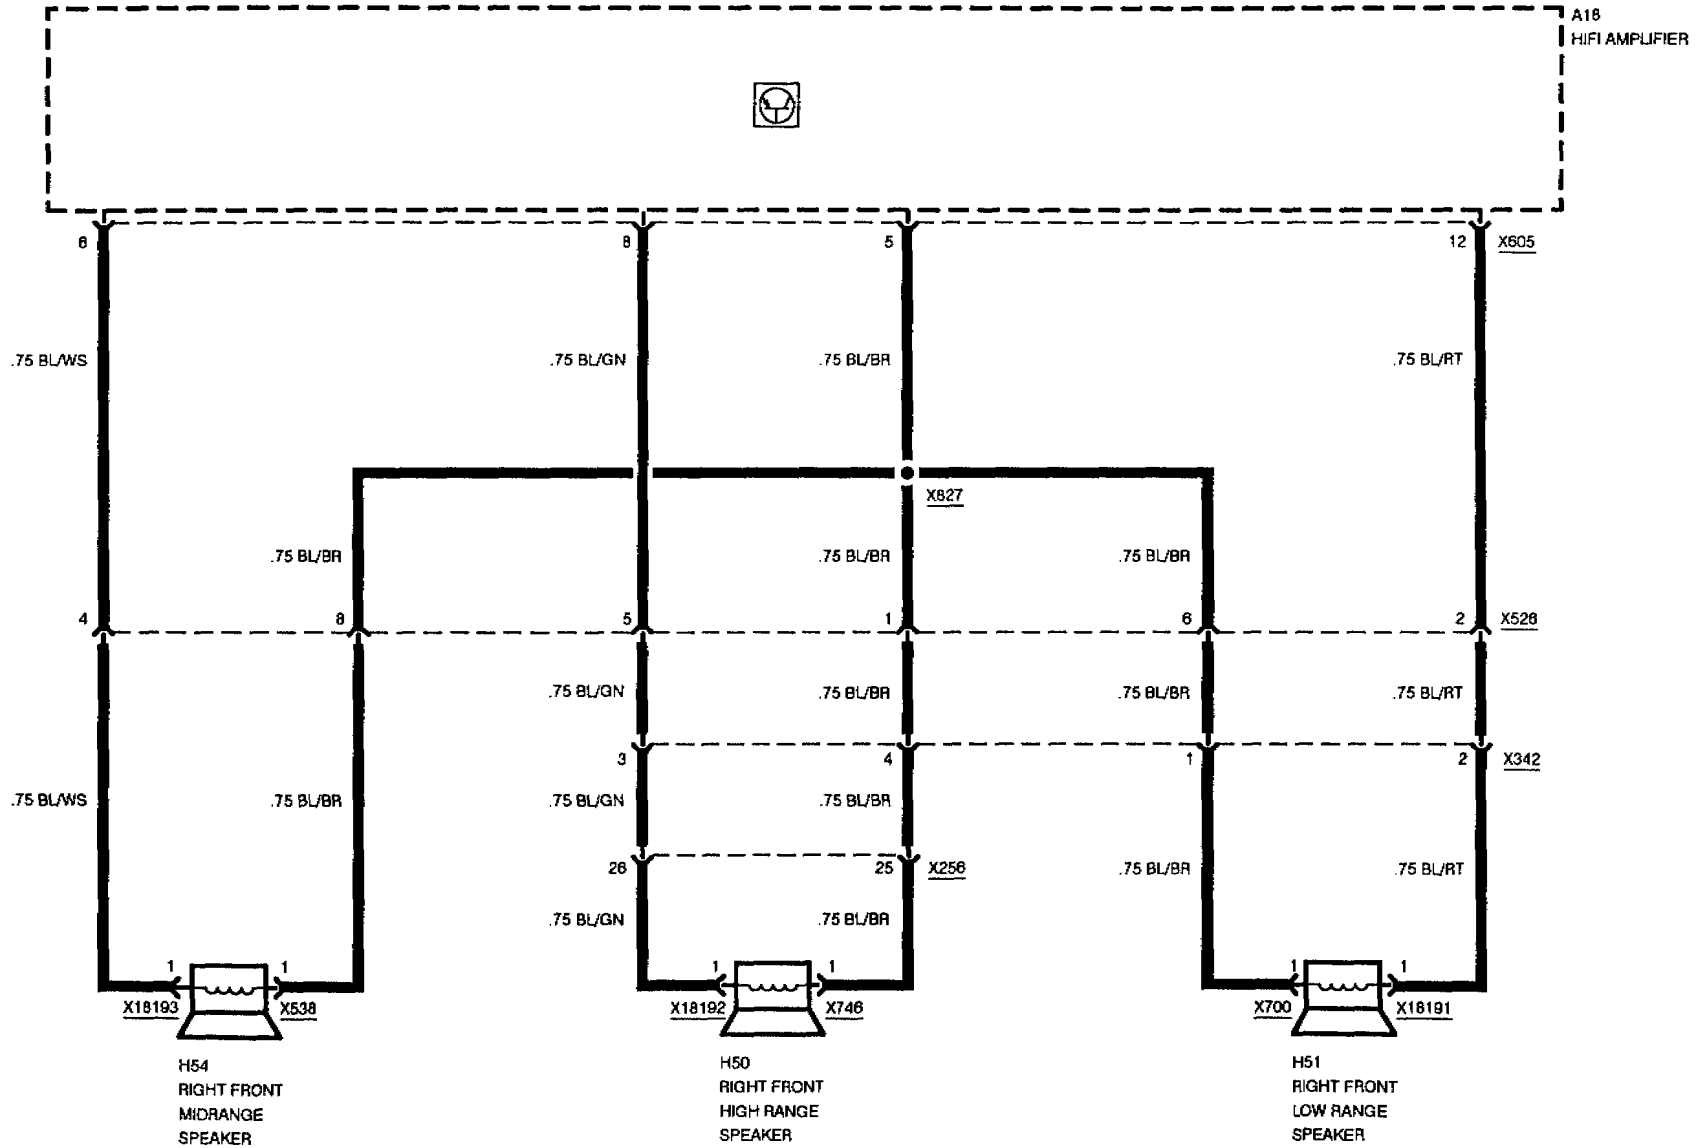 A18
HIFI AMPLIFIER
6 8 5 12 X605
.75 BL/WS .75 BL/GN .75 BL/BR .75 BL/RT
X827
.75 BL/BR .75 BL/BR .75 BL/BR
4 8 5 1 6 2 X528
.75 BL/GN .75 BL/BR .75 BL/BR .75 BL/RT
3 4 1 2 X342
.75 BL/WS .75 BL/BR .75 BL/GN .75 BL/BR
26 25 X256 .75 BL/BR .75 BL/RT
.75 BL/GN .75 BL/BR
1 1 1 1 1 1
X18193 X538 X18192 X746 X700 X18191
H54
RIGHT FRONT
MIDRANGE
SPEAKER
H50
RIGHT FRONT
HIGH RANGE
SPEAKER
H51
RIGHT FRONT
LOW RANGE
SPEAKER